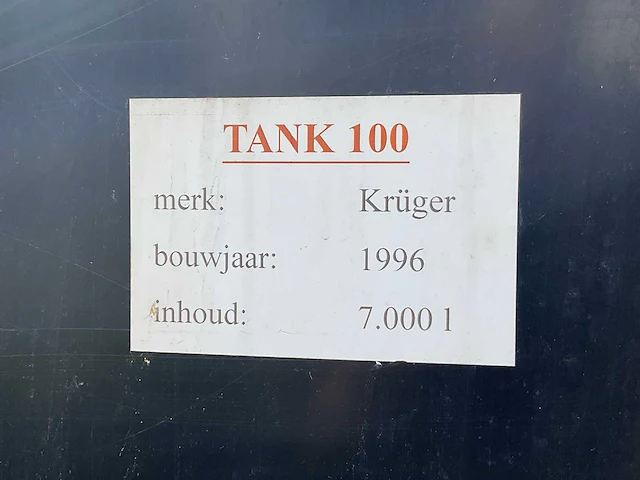 TANK 100
merk: Krüger
bouwjaar: 1996
inhoud: 7.000 l